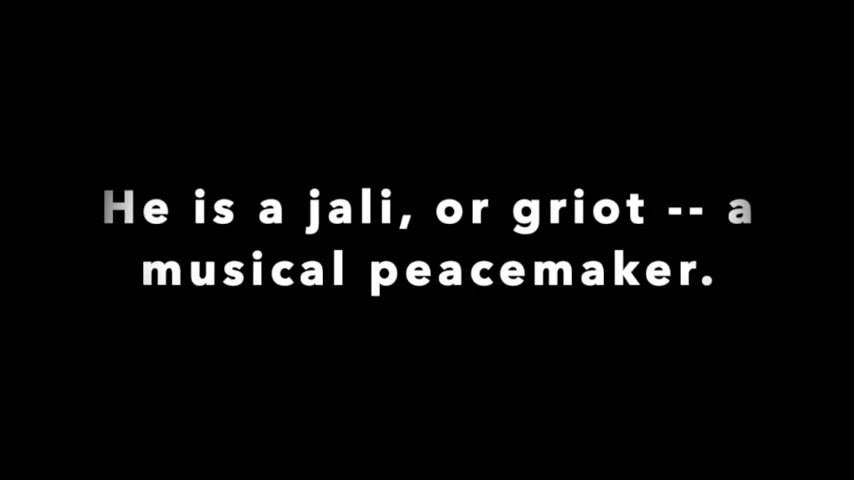 He is a jali, or griot -- a
musical peacemaker.